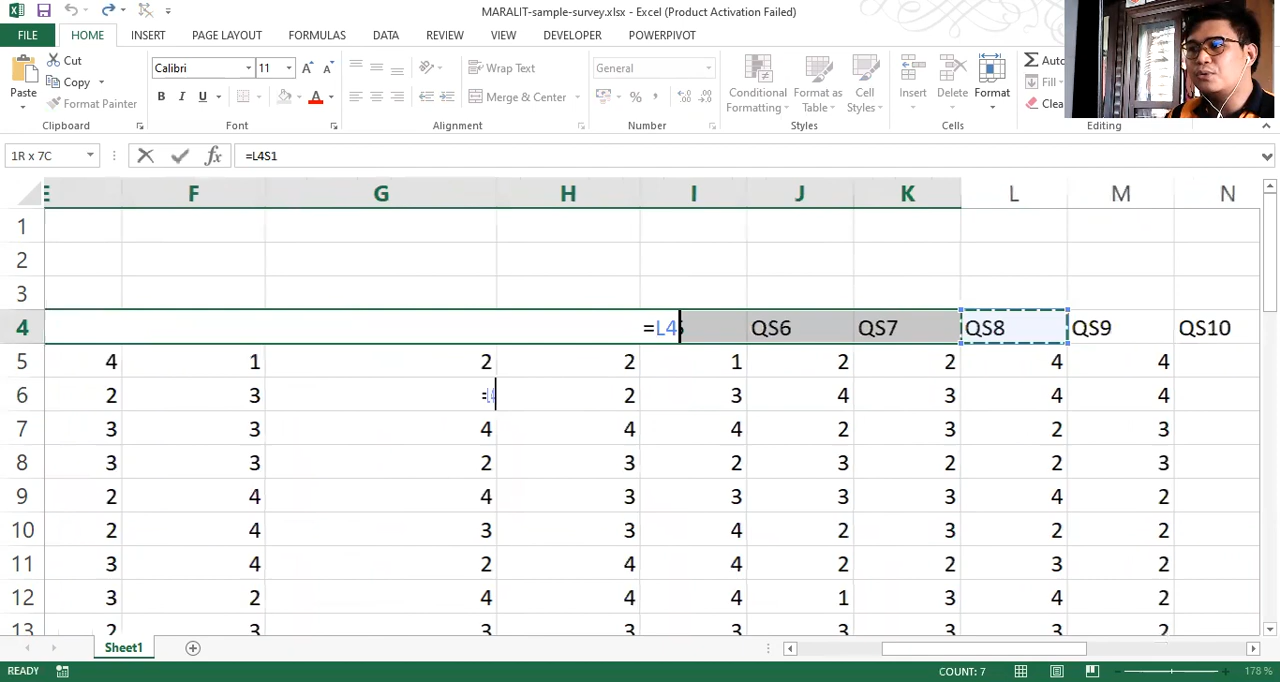 MARALIT-sample-survey.xlsx - Excel (Product Activation Failed)
FILE HOME INSERT PAGE LAYOUT FORMULAS DATA REVIEW VIEW DEVELOPER POWERPIVOT
Paste
Cut
Copy
Format Painter
Clipboard
Calibri 11
B I U
A
Font
Wrap Text
Merge & Center
Alignment
General
%
Number
Conditional Formatting
Format as Table
Cell Styles
Styles
Insert Delete Format
Cells
Auto
Fill
Clea
Editing
1R x 7C fx =L4S1
E F G H I J K L M N
1
2
3
4 =L4 QS6 QS7 QS8 QS9 QS10
5 4 1 2 2 1 2 2 4 4
6 2 3 2 3 4 3 4 4
7 3 3 4 4 4 2 3 2 3
8 3 3 2 3 2 3 2 2 3
9 2 4 4 3 3 3 3 4 2
10 2 4 3 3 4 2 3 2 2
11 3 4 2 4 4 2 2 3 2
12 3 2 4 4 4 1 3 4 2
13 2 3 3 3 3 3 3 3 2
Sheet1
READY COUNT: 7 178 %